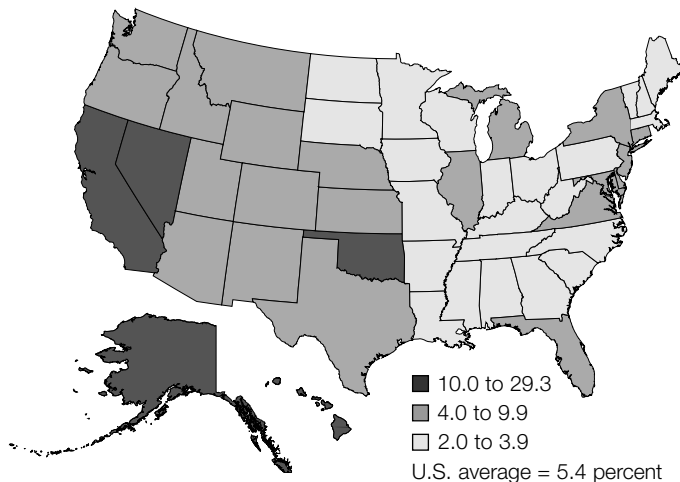 10.0 to 29.3
4.0 to 9.9
2.0 to 3.9
U.S. average = 5.4 percent